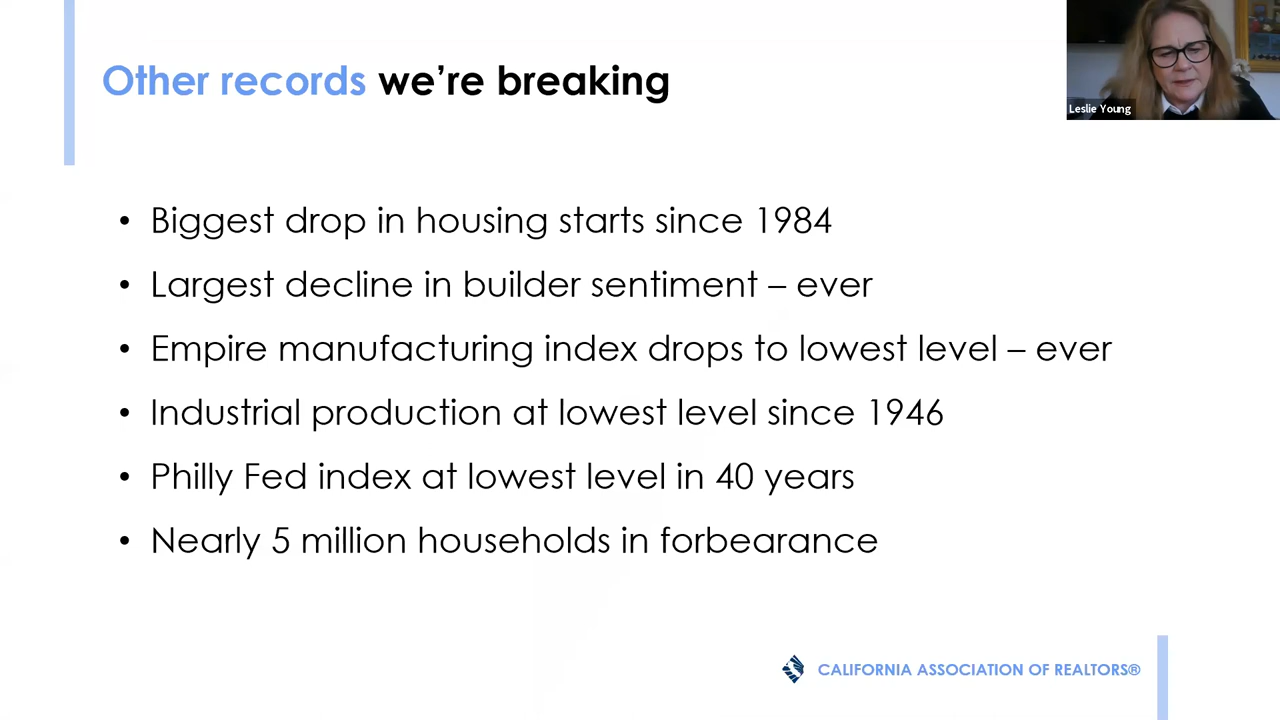 Other records we're breaking
Leslie Young
• Biggest drop in housing starts since 1984
• Largest decline in builder sentiment – ever
• Empire manufacturing index drops to lowest level – ever
• Industrial production at lowest level since 1946
• Philly Fed index at lowest level in 40 years
• Nearly 5 million households in forbearance
CALIFORNIA ASSOCIATION OF REALTORS®